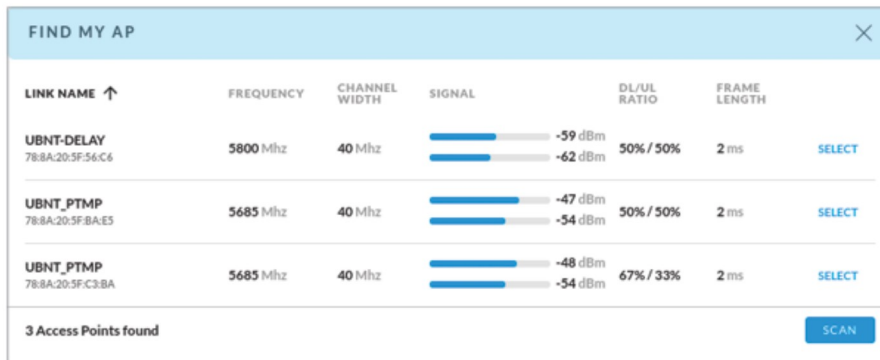 FIND MY AP
LINK NAME ↑ FREQUENCY CHANNEL WIDTH SIGNAL DL/UL RATIO FRAME LENGTH
UBNT-DELAY
78:8A:20:5F:56:C6
5800 Mhz 40 Mhz -59 dBm
-62 dBm
50% / 50% 2 ms SELECT
UBNT_PTMP
78:8A:20:5F:BA:E5
5685 Mhz 40 Mhz -47 dBm
-54 dBm
50% / 50% 2 ms SELECT
UBNT_PTMP
78:8A:20:5F:C3:BA
5685 Mhz 40 Mhz -48 dBm
-54 dBm
67% / 33% 2 ms SELECT
3 Access Points found SCAN